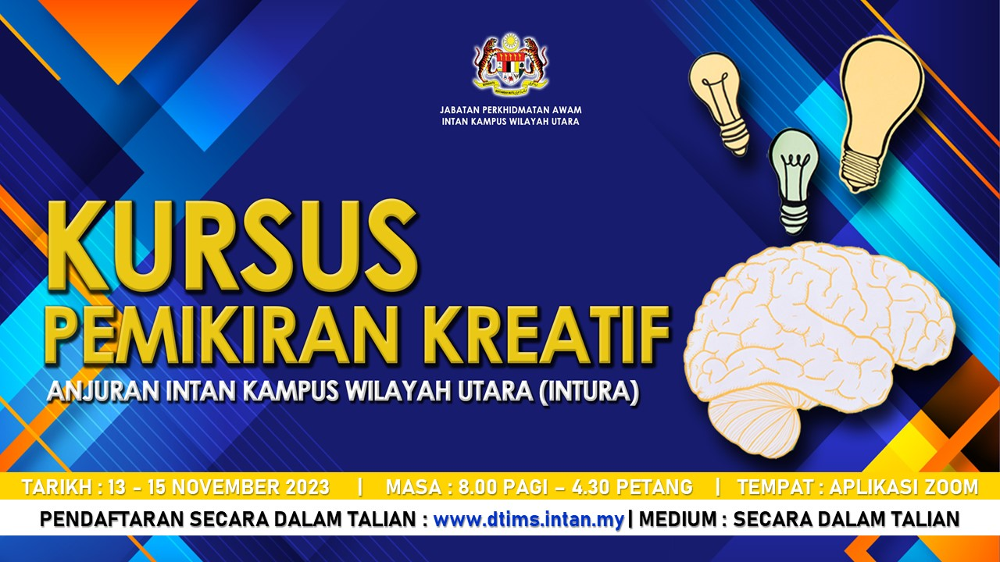 JABATAN PERKHIDMATAN AWAM
INTAN KAMPUS WILAYAH UTARA
KURSUS
PEMIKIRAN KREATIF
ANJURAN INTAN KAMPUS WILAYAH UTARA (INTURA)
TARIKH : 13 - 15 NOVEMBER 2023 | MASA : 8.00 PAGI – 4.30 PETANG | TEMPAT : APLIKASI ZOOM
PENDAFTARAN SECARA DALAM TALIAN : www.dtims.intan.my | MEDIUM : SECARA DALAM TALIAN